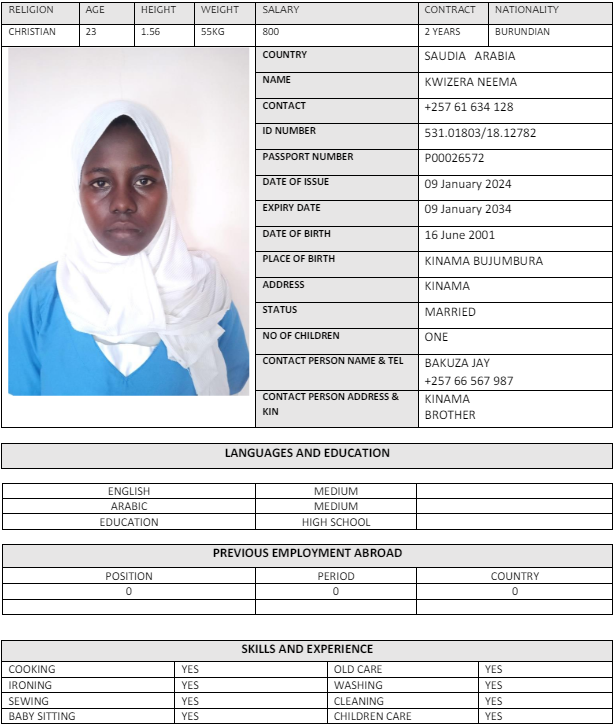 RELIGION AGE HEIGHT WEIGHT SALARY CONTRACT NATIONALITY
CHRISTIAN 23 1.56 55KG 800 2 YEARS BURUNDIAN
COUNTRY SAUDIA ARABIA
NAME KWIZERA NEEMA
CONTACT +257 61 634 128
ID NUMBER 531.01803/18.12782
PASSPORT NUMBER P00026572
DATE OF ISSUE 09 January 2024
EXPIRY DATE 09 January 2034
DATE OF BIRTH 16 June 2001
PLACE OF BIRTH KINAMA BUJUMBURA
ADDRESS KINAMA
STATUS MARRIED
NO OF CHILDREN ONE
CONTACT PERSON NAME & TEL BAKUZA JAY
+257 66 567 987
CONTACT PERSON ADDRESS & KINAMA
KIN BROTHER
LANGUAGES AND EDUCATION
ENGLISH MEDIUM
ARABIC MEDIUM
EDUCATION HIGH SCHOOL
PREVIOUS EMPLOYMENT ABROAD
POSITION PERIOD COUNTRY
0 0 0
SKILLS AND EXPERIENCE
COOKING YES OLD CARE YES
IRONING YES WASHING YES
SEWING YES CLEANING YES
BABY SITTING YES CHILDREN CARE YES